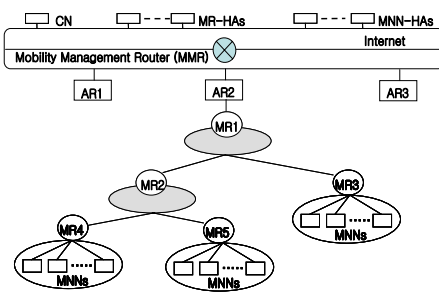 CN
MR-HAs
MNN-HAs
Internet
Mobility Management Router (MMR)
AR1
AR2
AR3
MR1
MR2
MR3
MR4
MR5
MNNs
MNNs
MNNs